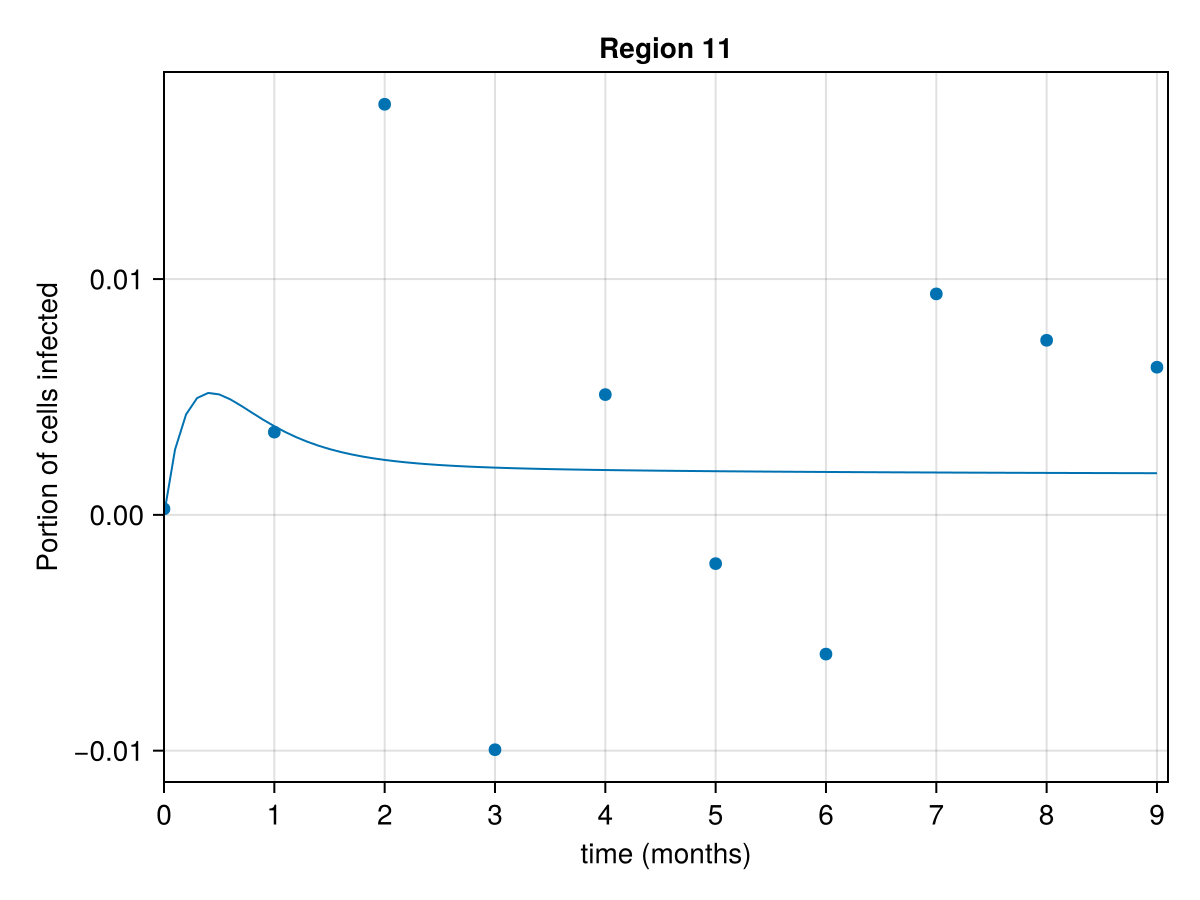 Region 11
Portion of cells infected
0.01
0.00
−0.01
0 1 2 3 4 5 6 7 8 9
time (months)